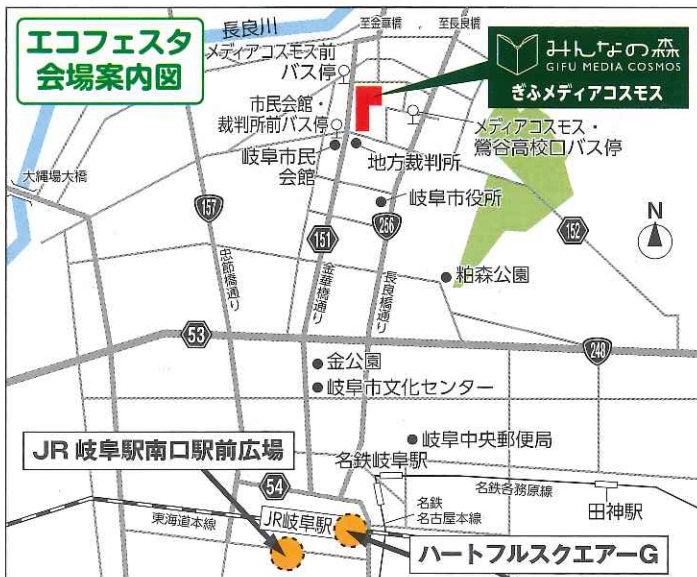 エコフェスタ
会場案内図
長良川
至金華橋
至長良橋
メディアコスモス前
バス停
みんなの森
GIFU MEDIA COSMOS
ぎふメディアコスモス
市民会館・
裁判所前バス停
メディアコスモス・
鶯谷高校口バス停
岐阜市民
会館
地方裁判所
大縄場大橋
岐阜市役所
157
151
256
152
N
忠節橋通り
金華橋通り
長良橋通り
粕森公園
53
248
金公園
岐阜市文化センター
岐阜中央郵便局
JR岐阜駅南口駅前広場
名鉄岐阜駅
54
名鉄各務原線
田神駅
東海道本線
JR岐阜駅
名鉄
名古屋本線
ハートフルスクエアーG